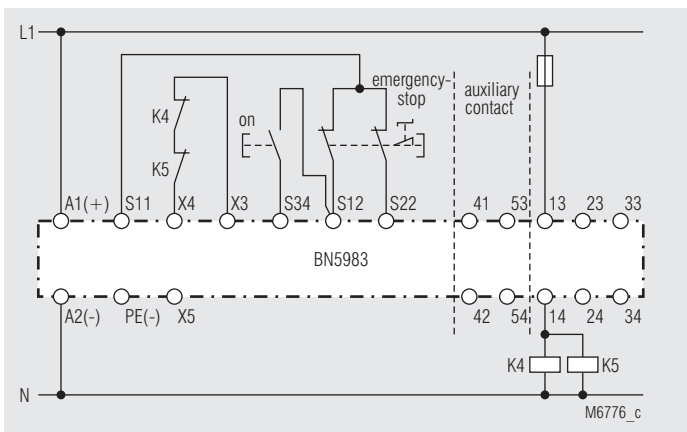 L1
emergency-
stop
auxiliary
contact
on
K4
K5
A1(+) S11 X4 X3 S34 S12 S22 41 53 13 23 33
BN5983
A2(-) PE(-) X5 42 54 14 24 34
K4 K5
N
M6776_c